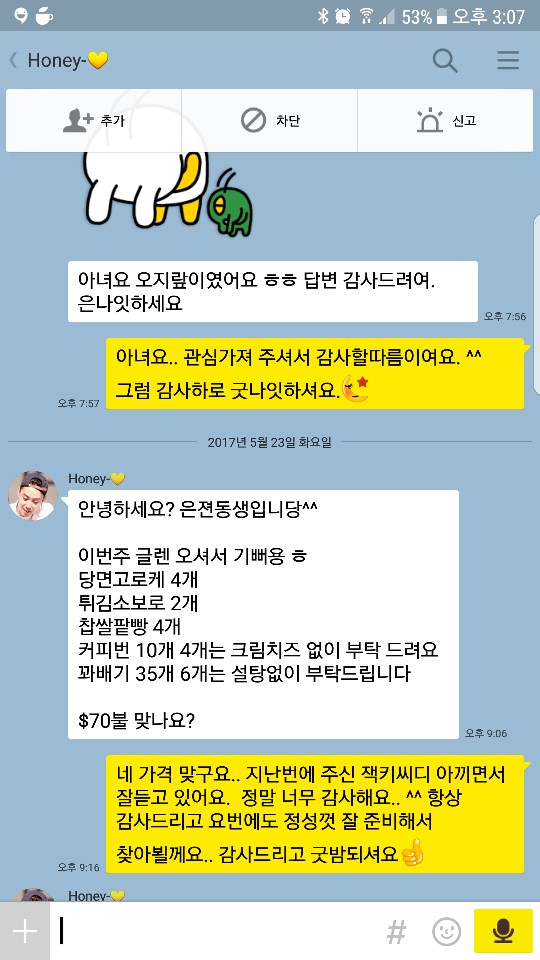 53% 오후 3:07
Honey-💛
추가
차단
신고
아녀요 오지랖이였어요 ㅎㅎ 답변 감사드려여.
은나잇하세요
오후 7:56
아녀요.. 관심가져 주셔서 감사할따름이여요. ^^
그럼 감사하로 굿나잇하셔요.
오후 7:57
2017년 5월 23일 화요일
Honey-💛
안녕하세요? 은젼동생입니당^^
이번주 글렌 오셔서 기뻐용 ㅎ
당면고로케 4개
튀김소보로 2개
찹쌀팥빵 4개
커피번 10개 4개는 크림치즈 없이 부탁 드려요
꽈배기 35개 6개는 설탕없이 부탁드립니다
$70불 맞나요?
오후 9:06
네 가격 맞구요.. 지난번에 주신 잭키씨디 아끼면서
잘듣고 있어요. 정말 너무 감사해요.. ^^ 항상
감사드리고 요번에도 정성껏 잘 준비해서
찾아뵐께요.. 감사드리고 굿밤되셔요
오후 9:16
Honey-💛
#